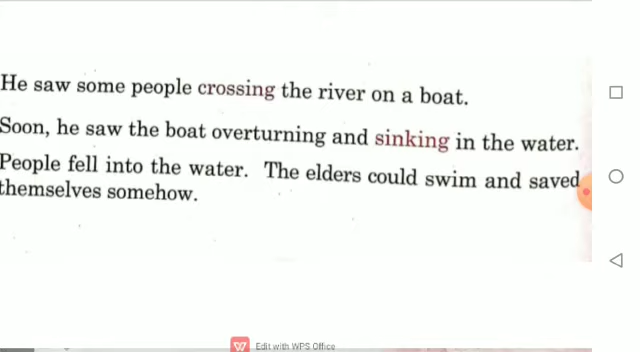 He saw some people crossing the river on a boat.
Soon, he saw the boat overturning and sinking in the water.
People fell into the water. The elders could swim and saved
themselves somehow.
Edit with WPS Office